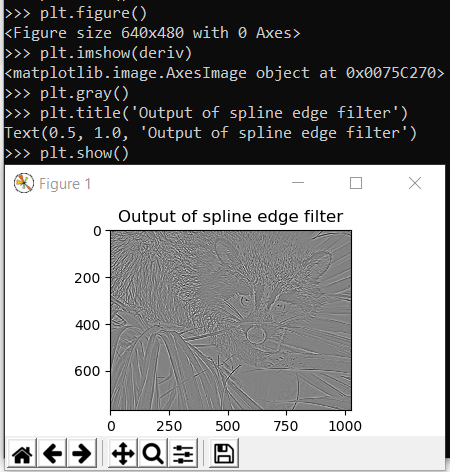 >>> plt.figure()
<Figure size 640x480 with 0 Axes>
>>> plt.imshow(deriv)
<matplotlib.image.AxesImage object at 0x0075C270>
>>> plt.gray()
>>> plt.title('Output of spline edge filter')
Text(0.5, 1.0, 'Output of spline edge filter')
>>> plt.show()
Figure 1
Output of spline edge filter
0
200
400
600
0 250 500 750 1000